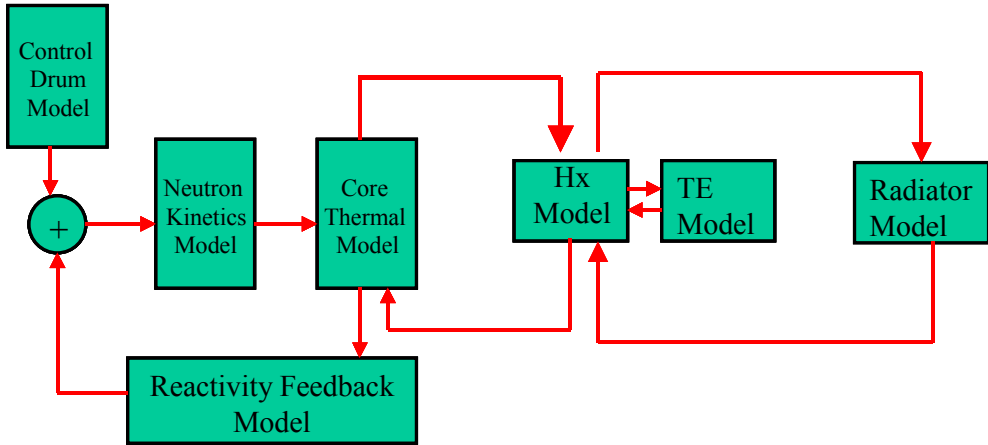 Control
Drum
Model
+
Neutron
Kinetics
Model
Core
Thermal
Model
Hx
Model
TE
Model
Radiator
Model
Reactivity Feedback
Model